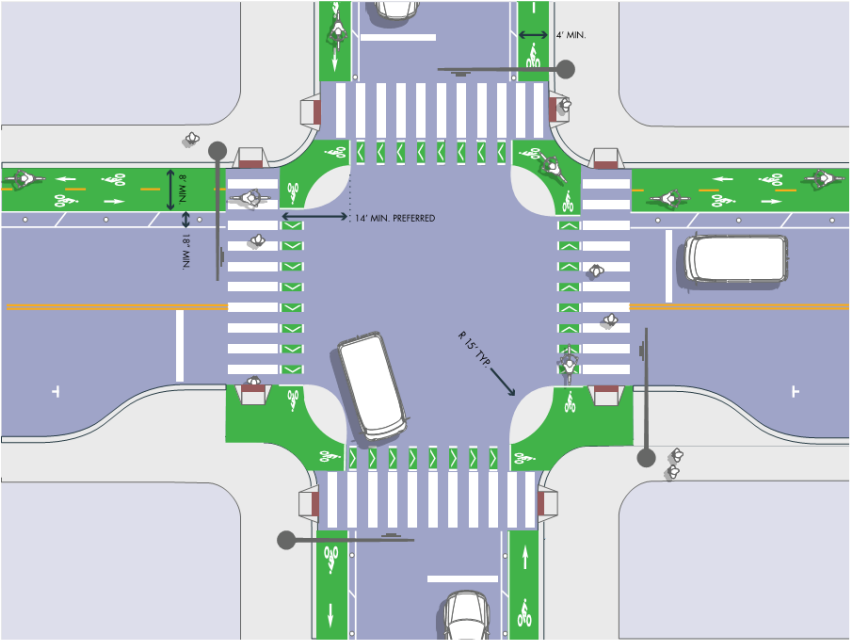 4' MIN.
8' MIN.
14' MIN. PREFERRED
18" MIN.
R 15' TYP.